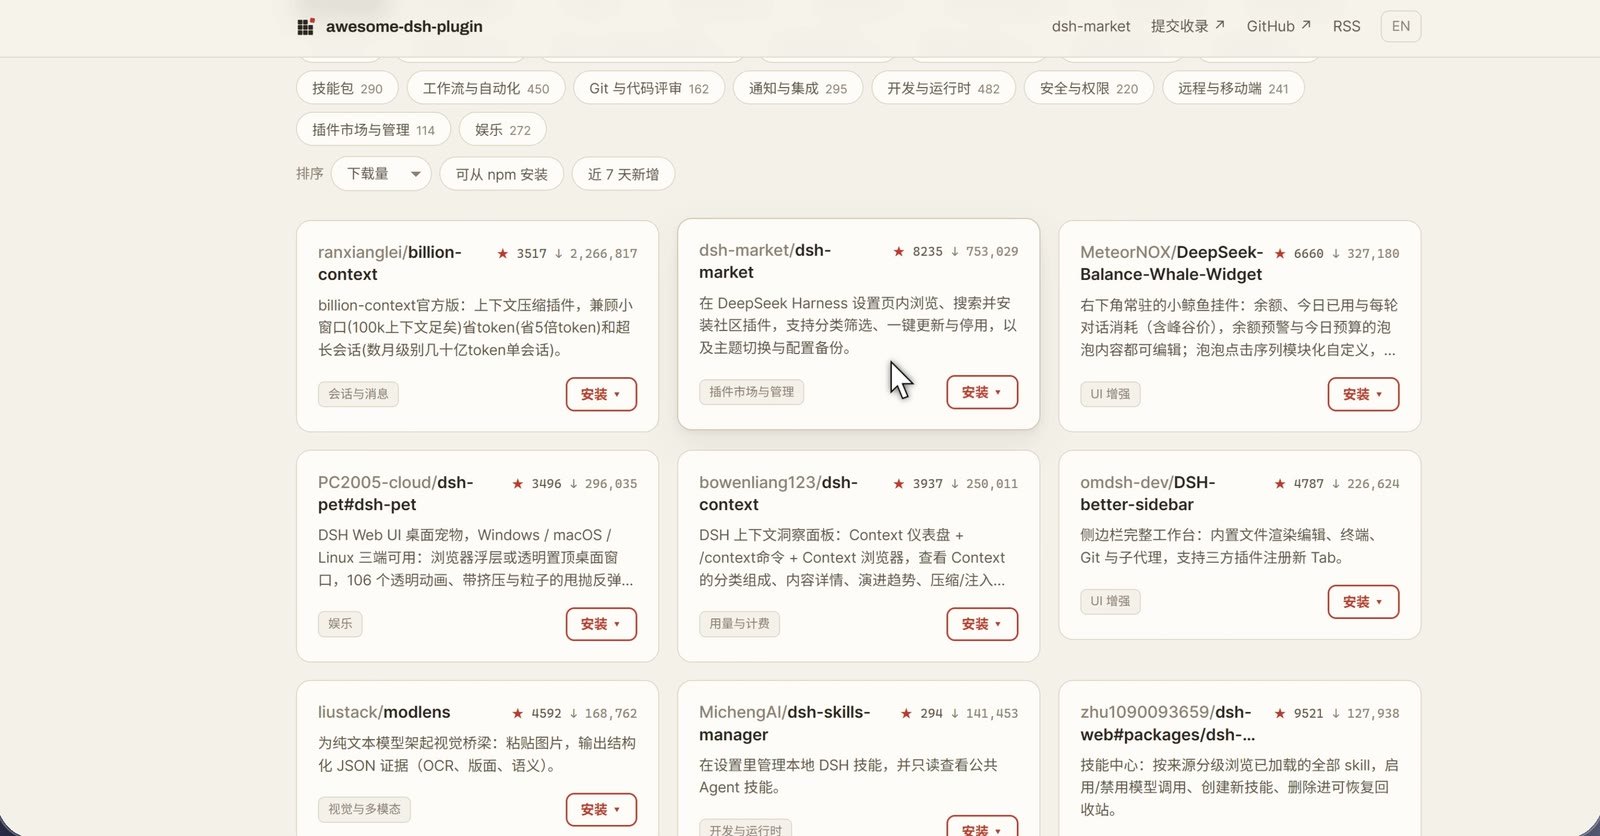 awesome-dsh-plugin
dsh-market 提交收录 ↗ GitHub ↗ RSS EN
技能包 290 工作流与自动化 450 Git 与代码评审 162 通知与集成 295 开发与运行时 482 安全与权限 220 远程与移动端 241
插件市场与管理 114 娱乐 272
排序 下载量 可从 npm 安装 近 7 天新增
ranxianglei/billion-
context
★ 3517 ↓ 2,266,817
billion-context官方版：上下文压缩插件，兼顾小
窗口(100k上下文足矣)省token(省5倍token)和超
长会话(数月级别几十亿token单会话)。
会话与消息
安装 ▾
dsh-market/dsh-
market
★ 8235 ↓ 753,029
在 DeepSeek Harness 设置页内浏览、搜索并安
装社区插件，支持分类筛选、一键更新与停用，以
及主题切换与配置备份。
插件市场与管理
安装 ▾
MeteorNOX/DeepSeek-
Balance-Whale-Widget
★ 6660 ↓ 327,180
右下角常驻的小鲸鱼挂件：余额、今日已用与每轮
对话消耗（含峰谷价），余额预警与今日预算的泡
泡内容都可编辑；泡泡点击序列模块化自定义，...
UI 增强
安装 ▾
PC2005-cloud/dsh-
pet#dsh-pet
★ 3496 ↓ 296,035
DSH Web UI 桌面宠物，Windows / macOS /
Linux 三端可用：浏览器浮层或透明置顶桌面窗
口，106 个透明动画、带挤压与粒子的甩抛反弹...
娱乐
安装 ▾
bowenliang123/dsh-
context
★ 3937 ↓ 250,011
DSH 上下文洞察面板：Context 仪表盘 +
/context命令 + Context 浏览器，查看 Context
的分类组成、内容详情、演进趋势、压缩/注入...
用量与计费
安装 ▾
omdsh-dev/DSH-
better-sidebar
★ 4787 ↓ 226,624
侧边栏完整工作台：内置文件渲染编辑、终端、
Git 与子代理，支持三方插件注册新 Tab。
UI 增强
安装 ▾
liustack/modlens
★ 4592 ↓ 168,762
为纯文本模型架起视觉桥梁：粘贴图片，输出结构
化 JSON 证据（OCR、版面、语义）。
视觉与多模态
安装 ▾
MichengAI/dsh-skills-
manager
★ 294 ↓ 141,453
在设置里管理本地 DSH 技能，并只读查看公共
Agent 技能。
开发与运行时
安装 ▾
zhu1090093659/dsh-
web#packages/dsh-...
★ 9521 ↓ 127,938
技能中心：按来源分级浏览已加载的全部 skill，启
用/禁用模型调用、创建新技能、删除进可恢复回
收站。